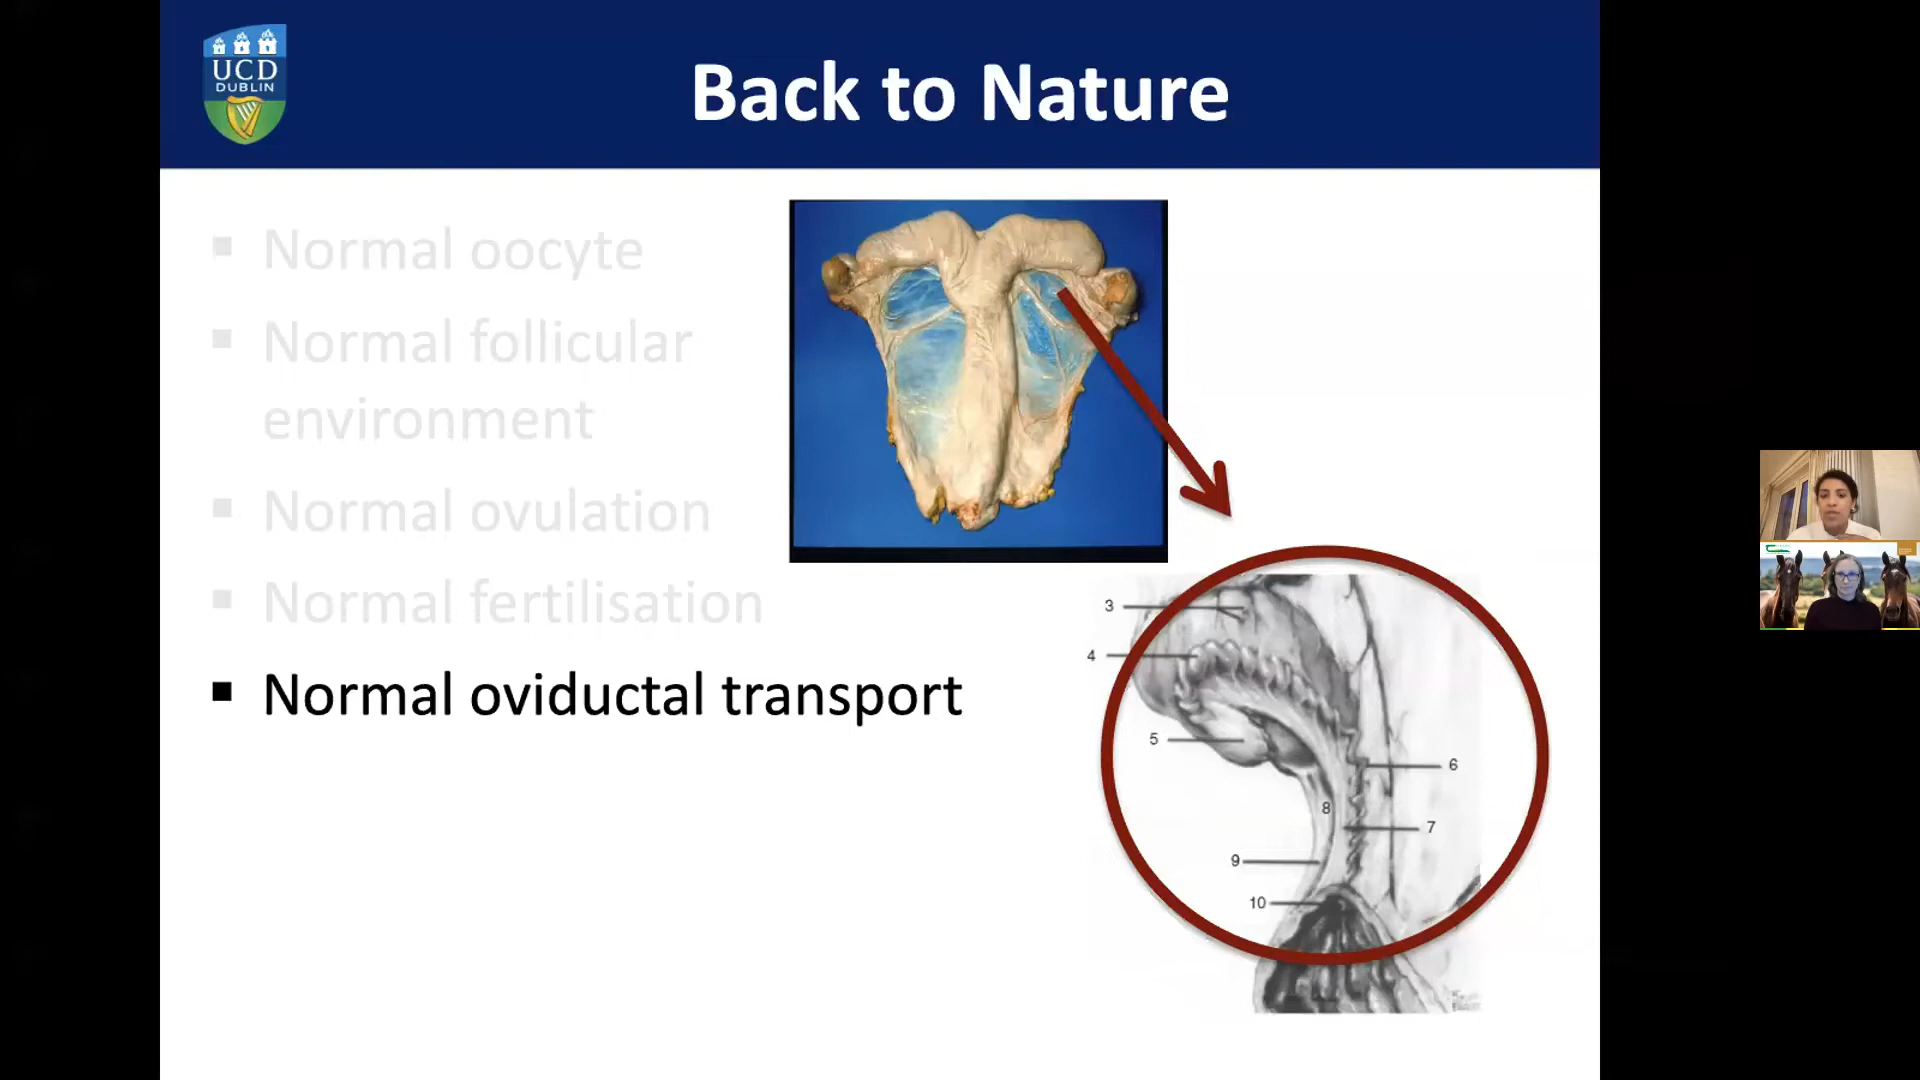 UCD
DUBLIN
Back to Nature
Normal oocyte
Normal follicular
environment
Normal ovulation
Normal fertilisation
Normal oviductal transport
3
4
5
6
8
7
9
10